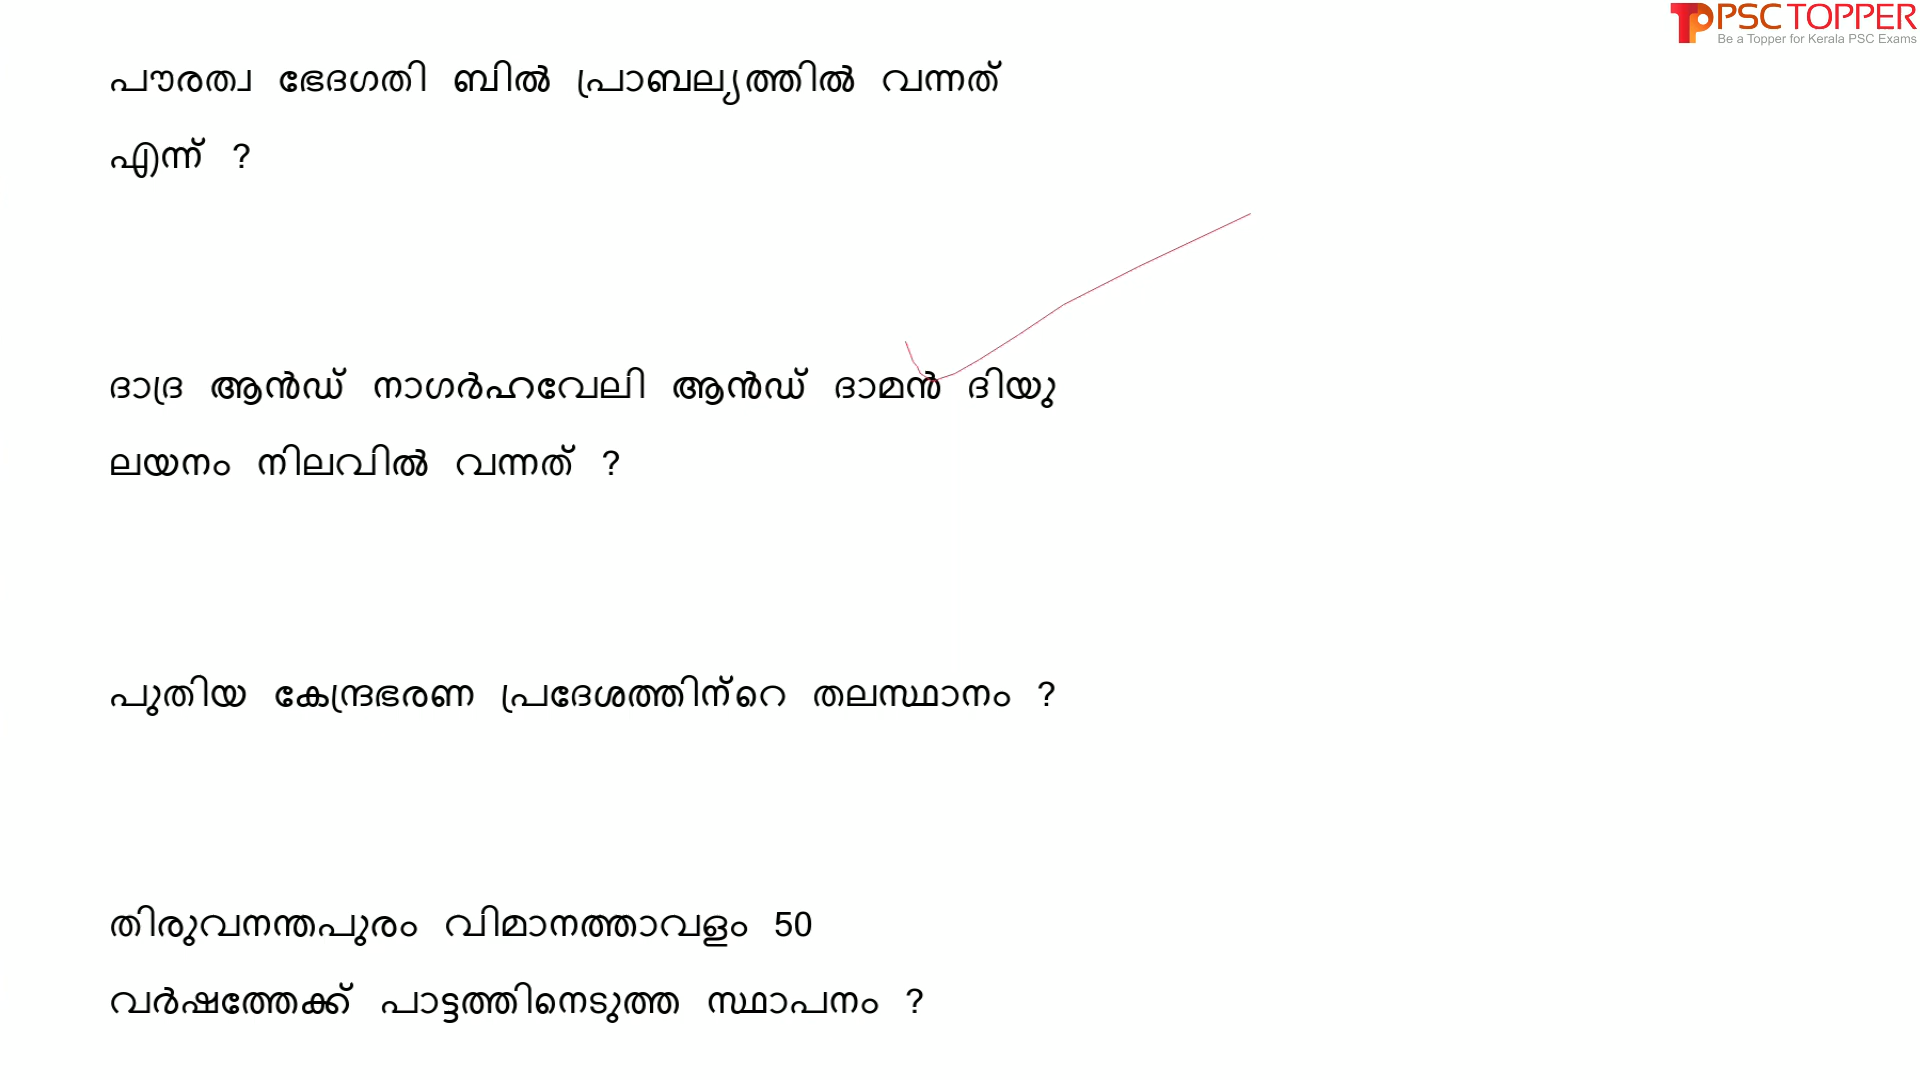 PSC TOPPER
Be a Topper for Kerala PSC Exams
പൗരത്വ ഭേദഗതി ബിൽ പ്രാബല്യത്തിൽ വന്നത്
എന്ന് ?
ദാദ്ര ആൻഡ് നാഗർഹവേലി ആൻഡ് ദാമൻ ദിയു
ലയനം നിലവിൽ വന്നത് ?
പുതിയ കേന്ദ്രഭരണ പ്രദേശത്തിന്റെ തലസ്ഥാനം ?
തിരുവനന്തപുരം വിമാനത്താവളം 50
വർഷത്തേക്ക് പാട്ടത്തിനെടുത്ത സ്ഥാപനം ?